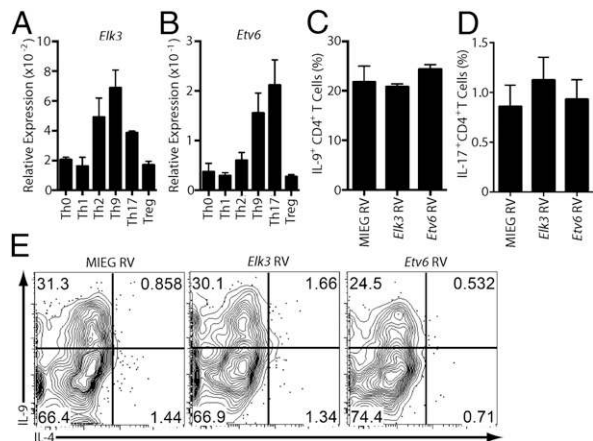 A
Elk3
Relative Expression (x10⁻²)
10
8
6
4
2
0
Th0
Th1
Th2
Th9
Th17
Treg
B
Etv6
Relative Expression (x10⁻¹)
3
2
1
0
Th0
Th1
Th2
Th9
Th17
Treg
C
IL-9⁺ CD4⁺ T Cells (%)
30
20
10
0
MIEG RV
Elk3 RV
Etv6 RV
D
IL-17⁺CD4⁺T Cells (%)
1.5
1.0
0.5
0
MIEG RV
Elk3 RV
Etv6 RV
E
MIEG RV
31.3 0.858
66.4 1.44
Elk3 RV
30.1 1.66
66.9 1.34
Etv6 RV
24.5 0.532
74.4 0.71
IL-9
IL-4